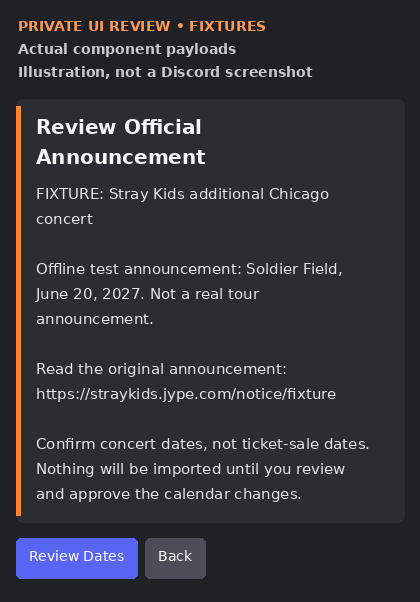 PRIVATE UI REVIEW • FIXTURES
Actual component payloads
Illustration, not a Discord screenshot
Review Official
Announcement
FIXTURE: Stray Kids additional Chicago
concert
Offline test announcement: Soldier Field,
June 20, 2027. Not a real tour
announcement.
Read the original announcement:
https://straykids.jype.com/notice/fixture
Confirm concert dates, not ticket-sale dates.
Nothing will be imported until you review
and approve the calendar changes.
Review Dates
Back